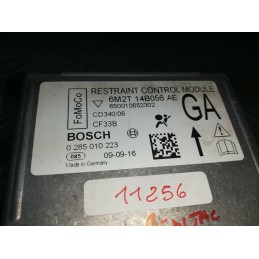 FoMoCo
RESTRAINT CONTROL MODULE
6M2T 14B056 AE
650010652302
CD340/06
CF33B
GA
BOSCH
0 285 010 223
085 09-09-16
Made in Germany
11256